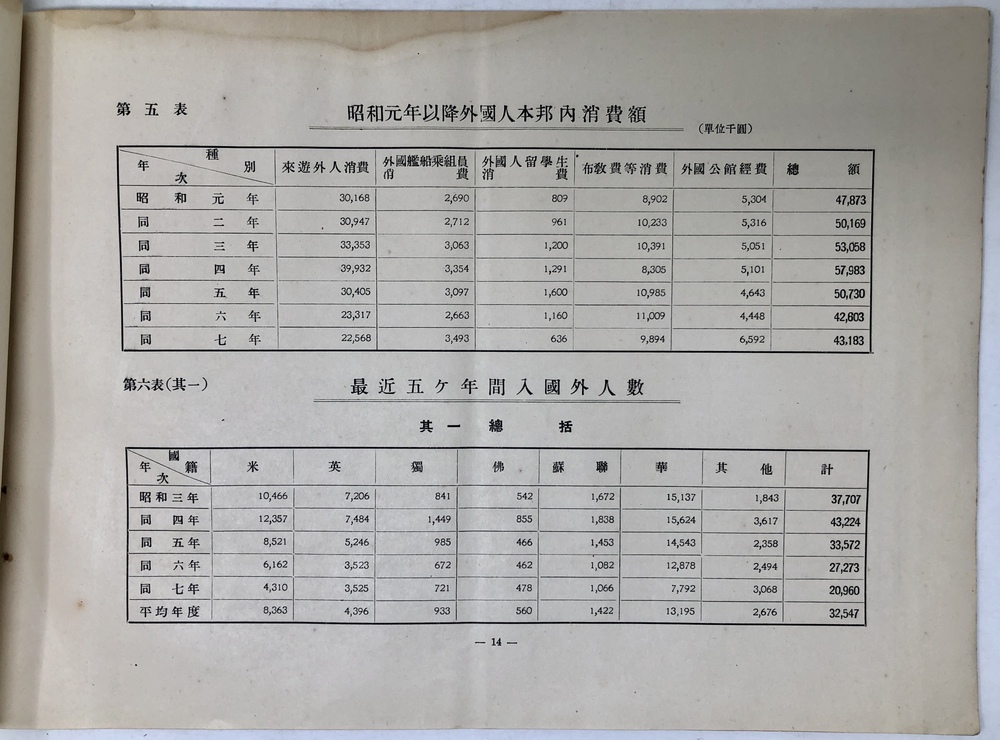 第五表
昭和元年以降外國人本邦內消費額
(單位千圓)
年次 種別 來遊外人消費 外國艦船乘組員消費 外國人留學生消費 布敎費等消費 外國公館經費 總額
昭和元年 30,168 2,690 809 8,902 5,304 47,873
同二年 30,947 2,712 961 10,233 5,316 50,169
同三年 33,353 3,063 1,200 10,391 5,051 53,058
同四年 39,932 3,354 1,291 8,305 5,101 57,983
同五年 30,405 3,097 1,600 10,985 4,643 50,730
同六年 23,317 2,663 1,160 11,009 4,448 42,603
同七年 22,568 3,493 636 9,894 6,592 43,183
第六表(其一)
最近五ケ年間入國外人數
其一 總括
年次 國籍 米 英 獨 佛 蘇聯 華 其他 計
昭和三年 10,466 7,206 841 542 1,672 15,137 1,843 37,707
同四年 12,357 7,484 1,449 855 1,838 15,624 3,617 43,224
同五年 8,521 5,246 985 466 1,453 14,543 2,358 33,572
同六年 6,162 3,523 672 462 1,082 12,878 2,494 27,273
同七年 4,310 3,525 721 478 1,066 7,792 3,068 20,960
平均年度 8,363 4,396 933 560 1,422 13,195 2,676 32,547
— 14 —